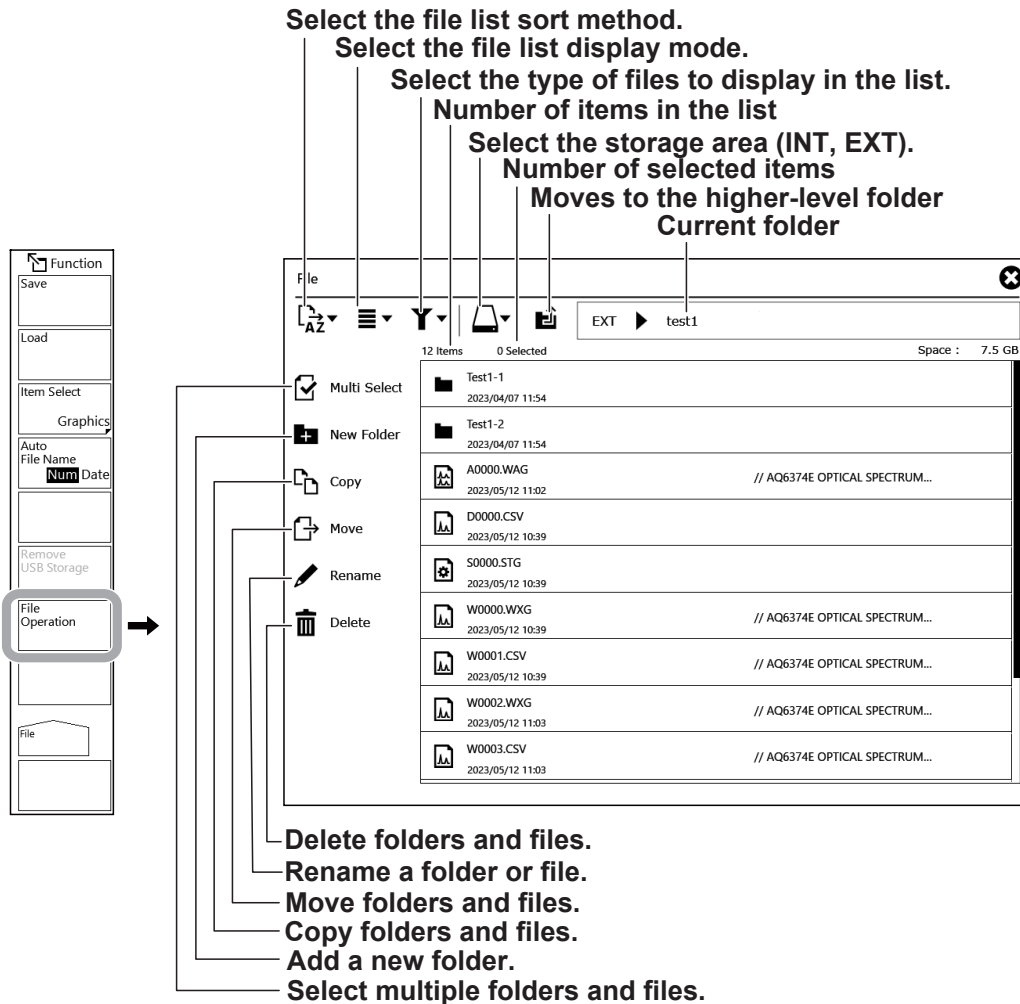 Select the file list sort method.
Select the file list display mode.
Select the type of files to display in the list.
Number of items in the list
Select the storage area (INT, EXT).
Number of selected items
Moves to the higher-level folder
Current folder
Function
Save
Load
Item Select
Graphics
Auto
File Name
Num Date
Remove
USB Storage
File
Operation
File
File
AZ
EXT test1
12 Items 0 Selected Space : 7.5 GB
Multi Select
New Folder
Copy
Move
Rename
Delete
Test1-1
2023/04/07 11:54
Test1-2
2023/04/07 11:54
A0000.WAG // AQ6374E OPTICAL SPECTRUM...
2023/05/12 11:02
D0000.CSV
2023/05/12 10:39
S0000.STG
2023/05/12 10:39
W0000.WXG // AQ6374E OPTICAL SPECTRUM...
2023/05/12 10:39
W0001.CSV // AQ6374E OPTICAL SPECTRUM...
2023/05/12 10:39
W0002.WXG // AQ6374E OPTICAL SPECTRUM...
2023/05/12 11:03
W0003.CSV // AQ6374E OPTICAL SPECTRUM...
2023/05/12 11:03
Delete folders and files.
Rename a folder or file.
Move folders and files.
Copy folders and files.
Add a new folder.
Select multiple folders and files.